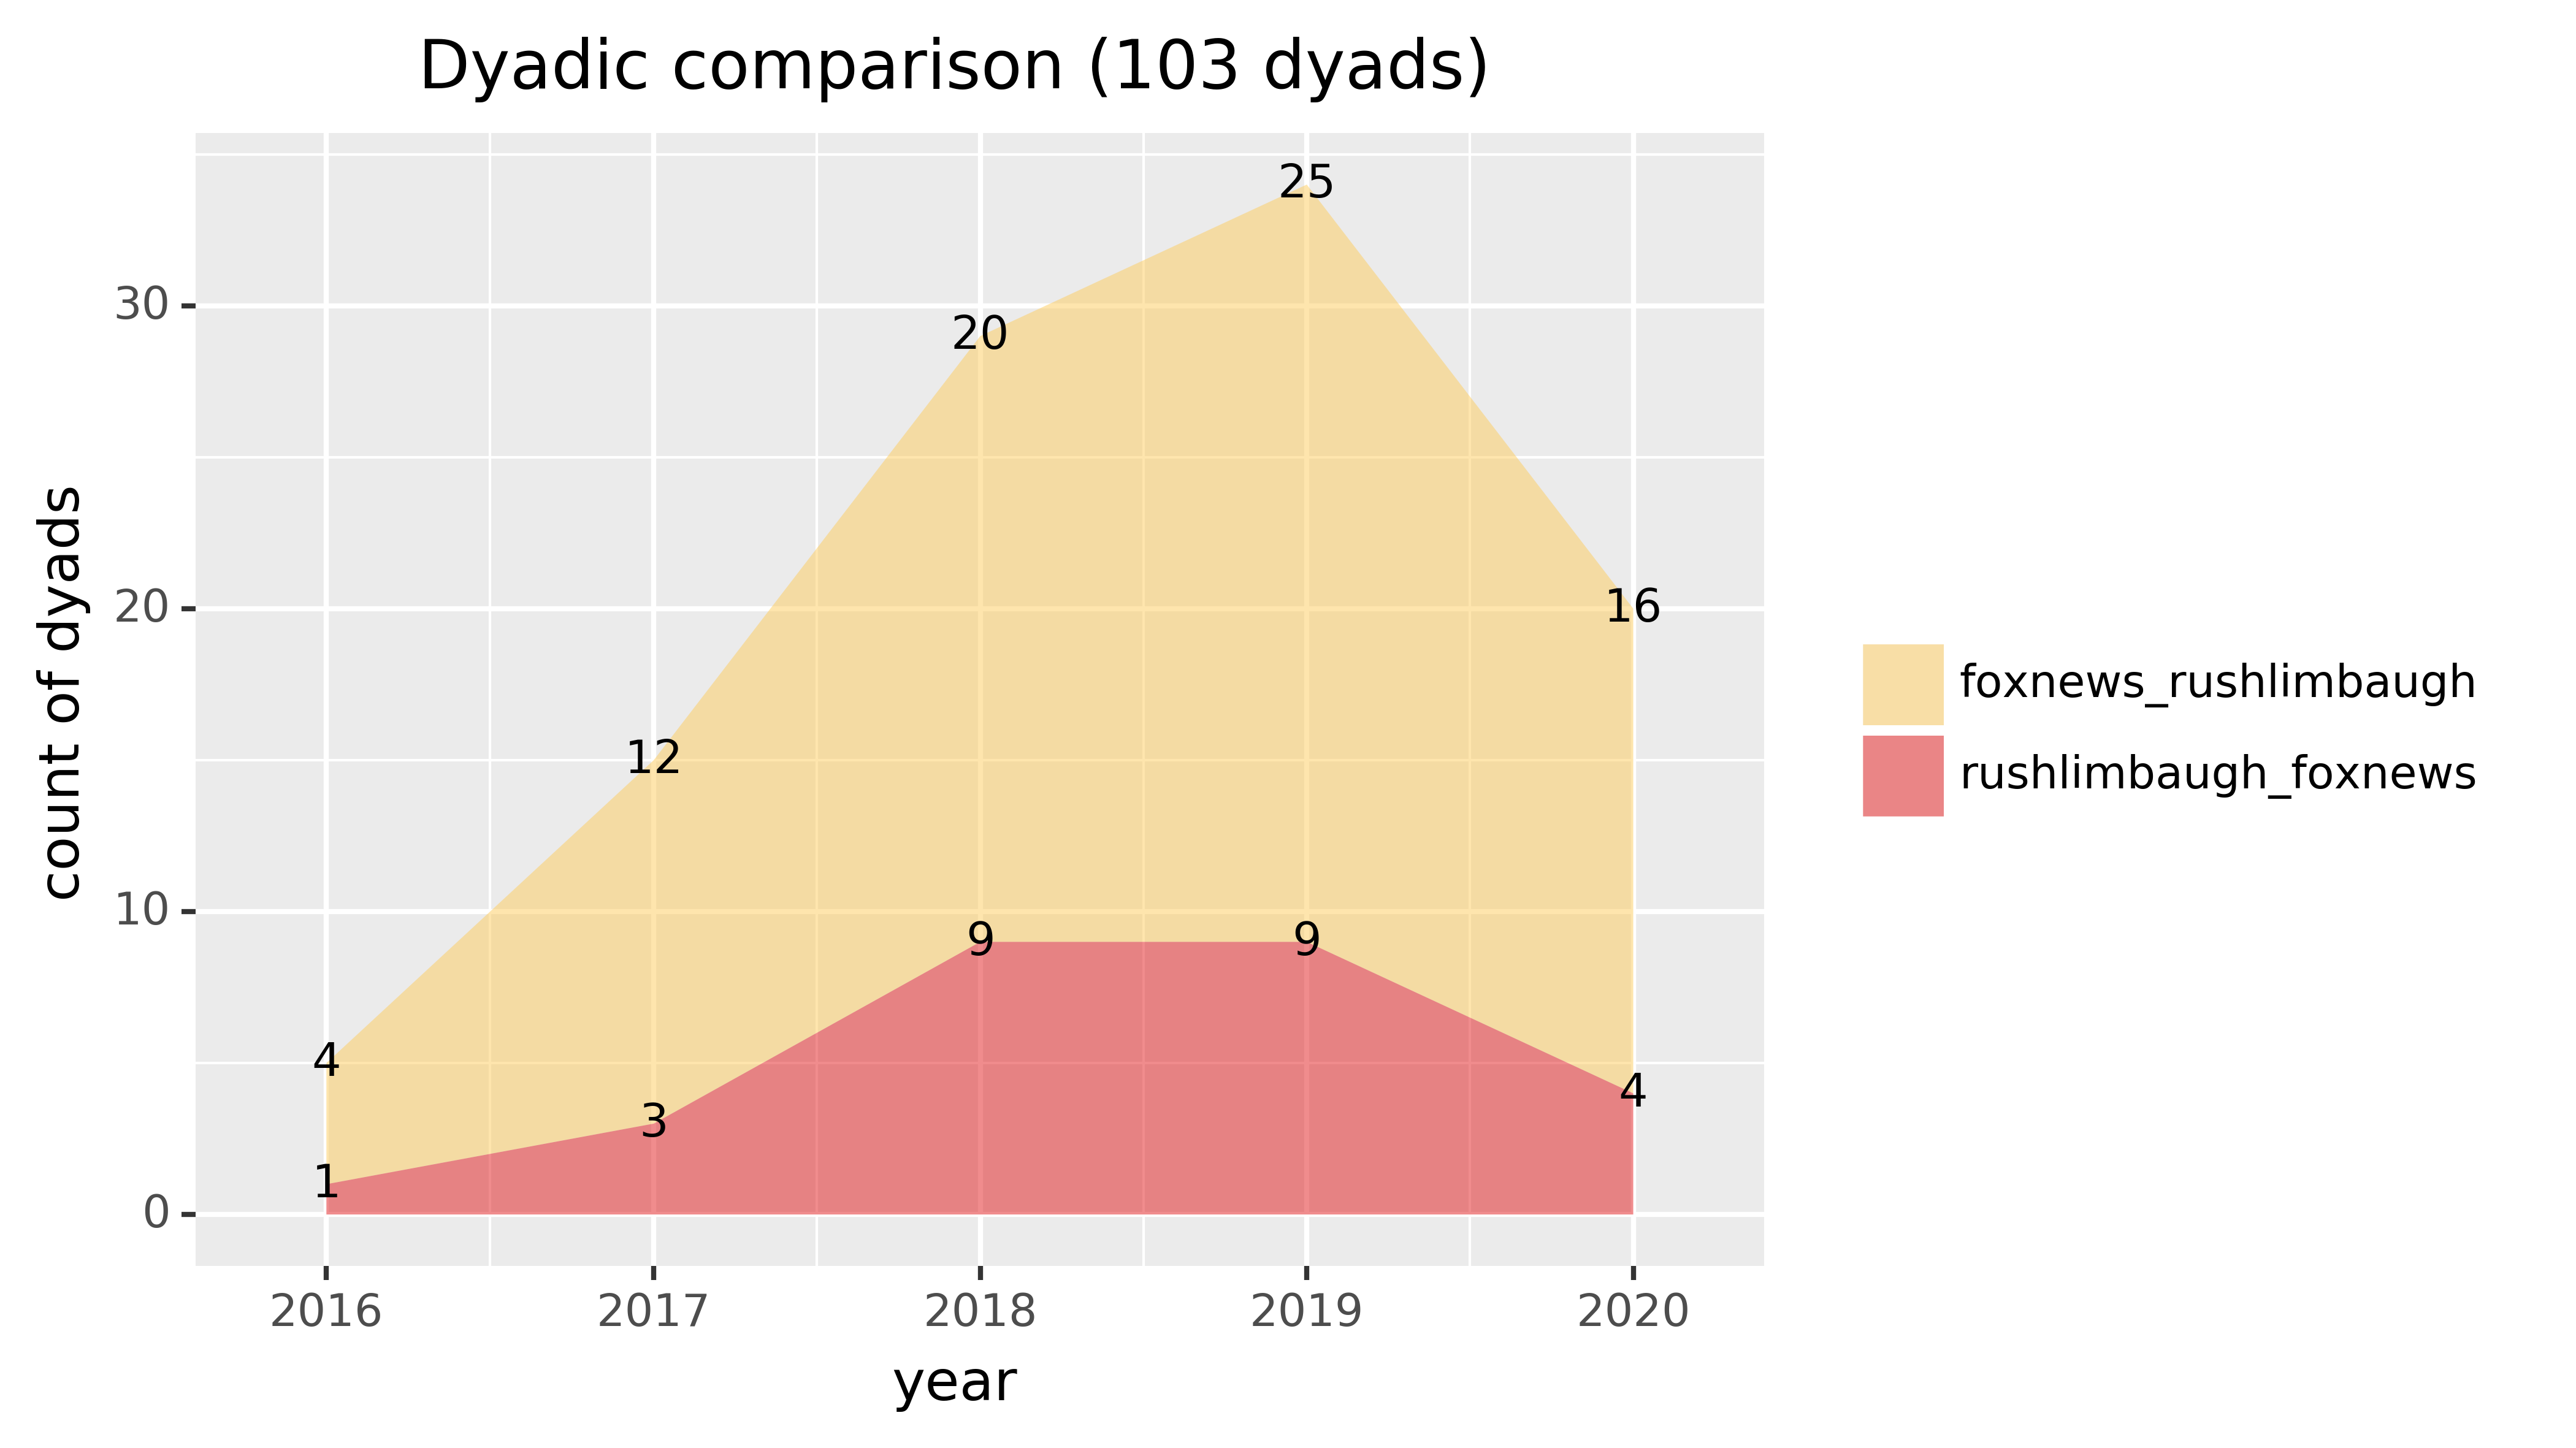 Dyadic comparison (103 dyads)
25
30
20
20
16
12
10
9
9
4
4
3
1
0
2016 2017 2018 2019 2020
year
count of dyads
foxnews_rushlimbaugh
rushlimbaugh_foxnews